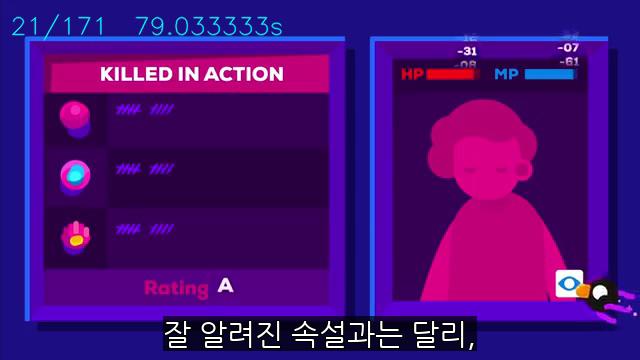 21/171 79.033333s
-31
-07
-61
KILLED IN ACTION
HP
MP
Rating A
잘 알려진 속설과는 달리,